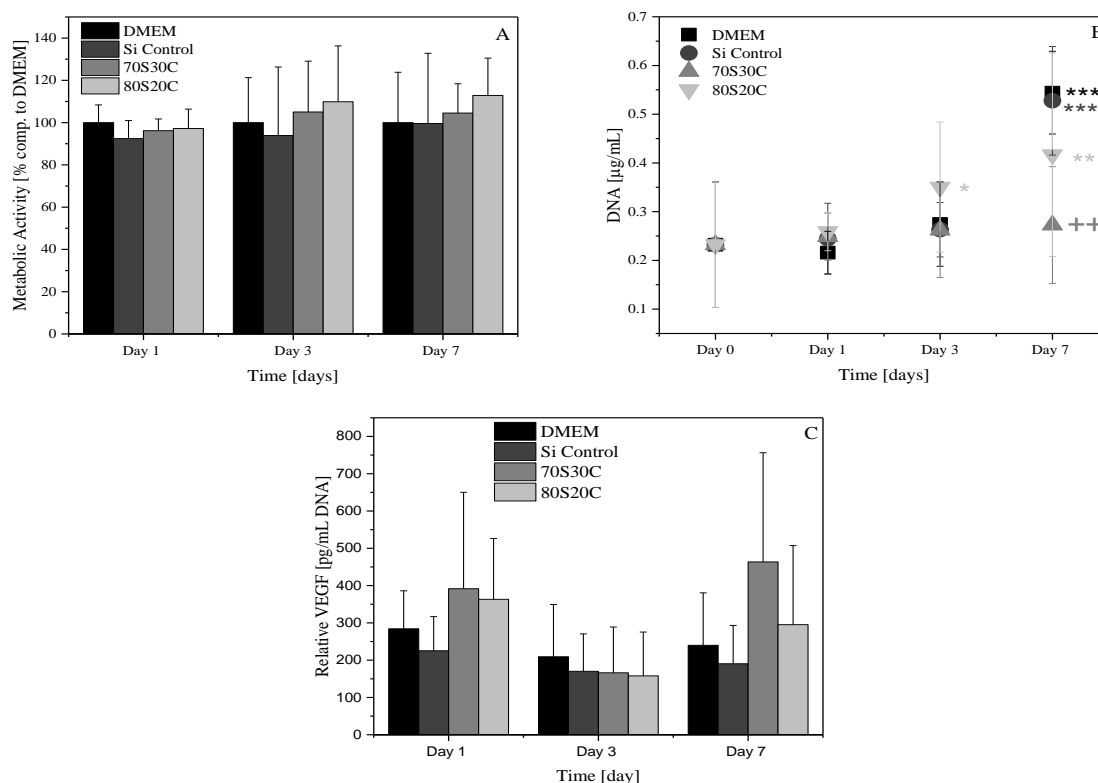 A
DMEM
Si Control
70S30C
80S20C
Metabolic Activity [% comp. to DMEM]
140
120
100
80
60
40
20
0
Day 1
Day 3
Day 7
Time [days]
DMEM
Si Control
70S30C
80S20C
DNA [µg/mL]
0.7
0.6
0.5
0.4
0.3
0.2
0.1
***
***
**
*
++
Day 0
Day 1
Day 3
Day 7
Time [days]
C
DMEM
Si Control
70S30C
80S20C
Relative VEGF [pg/mL DNA]
800
700
600
500
400
300
200
100
0
Day 1
Day 3
Day 7
Time [day]